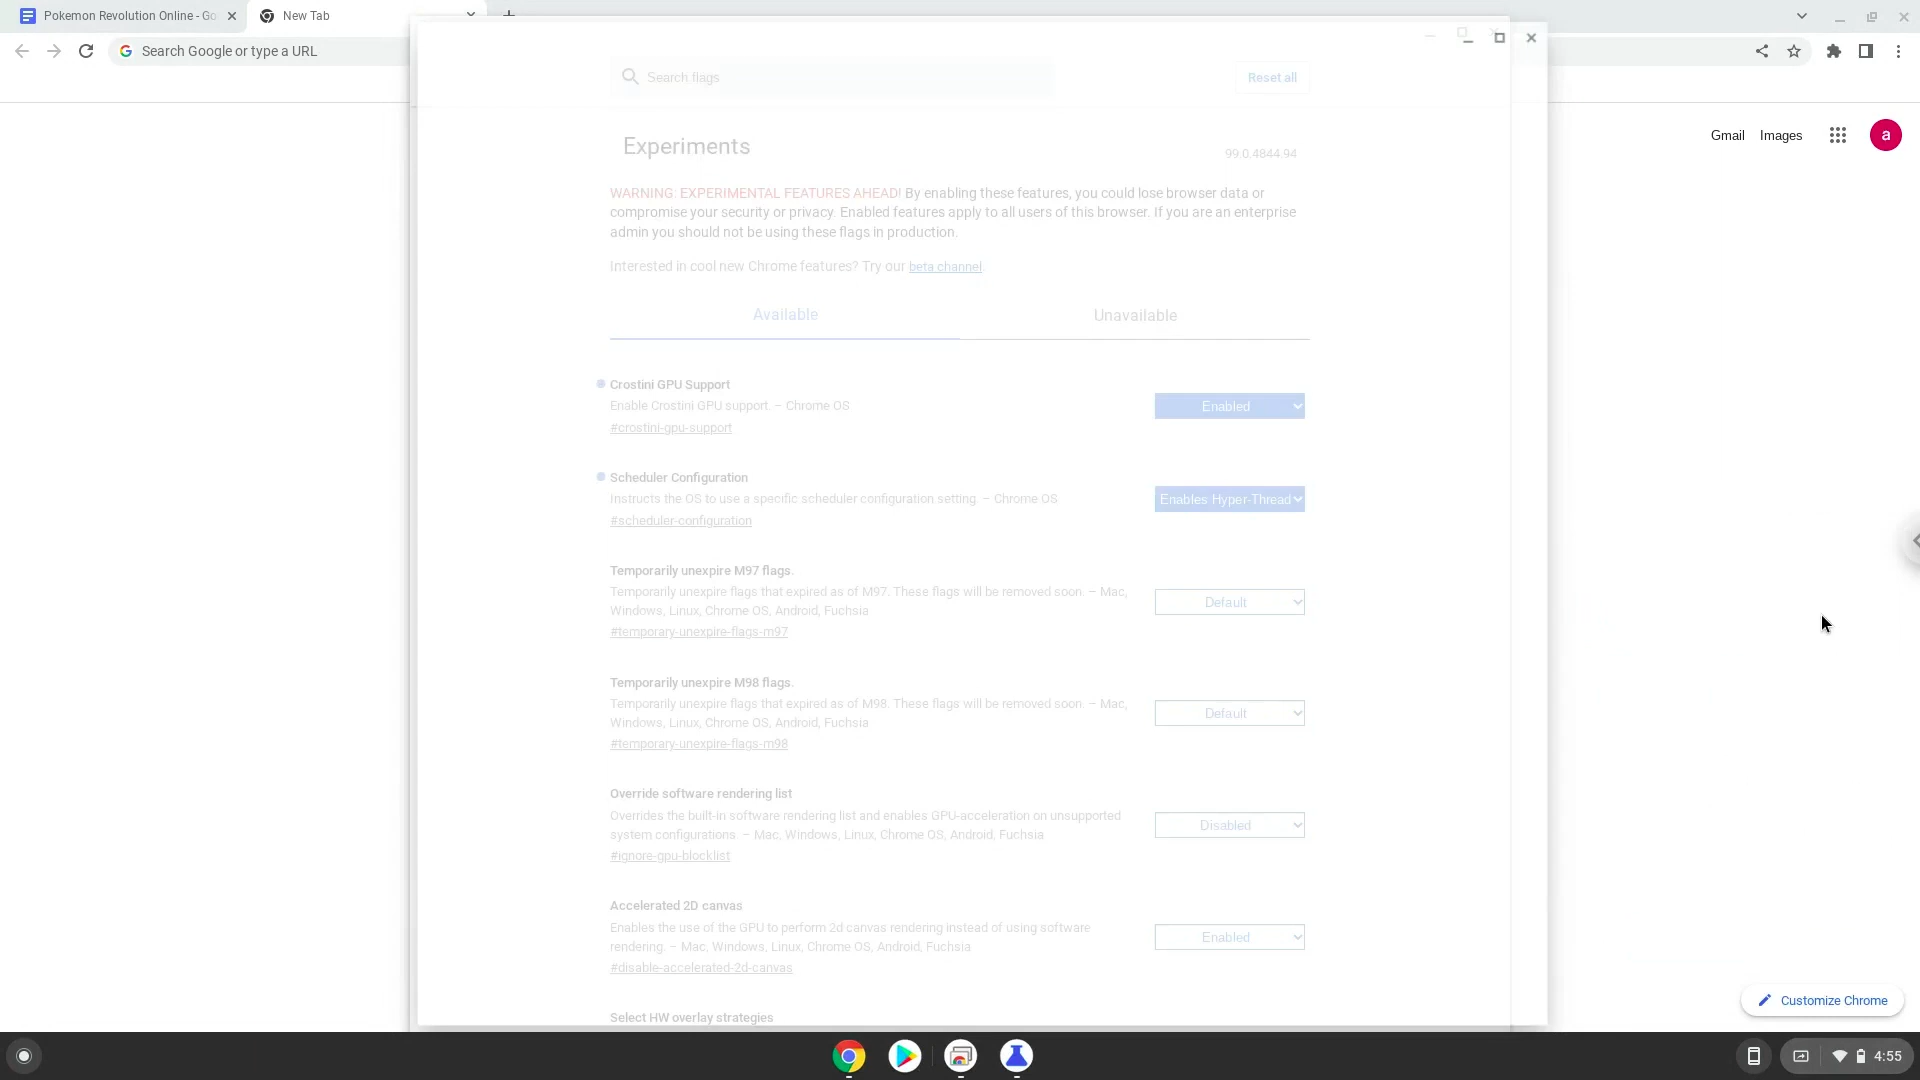 Pokemon Revolution Online - Go
New Tab
Search Google or type a URL
Gmail
Images
a
Search flags
Reset all
Experiments
99.0.4844.94
WARNING: EXPERIMENTAL FEATURES AHEAD! By enabling these features, you could lose browser data or
compromise your security or privacy. Enabled features apply to all users of this browser. If you are an enterprise
admin you should not be using these flags in production.
Interested in cool new Chrome features? Try our beta channel
Available
Unavailable
Crostini GPU Support
Enable Crostini GPU support. – Chrome OS
#crostini-gpu-support
Enabled
Scheduler Configuration
Instructs the OS to use a specific scheduler configuration setting. – Chrome OS
#scheduler-configuration
Enables Hyper-Thread
Temporarily unexpire M97 flags.
Temporarily unexpire flags that expired as of M97. These flags will be removed soon. – Mac,
Windows, Linux, Chrome OS, Android, Fuchsia
#temporary-unexpire-flags-m97
Default
Temporarily unexpire M98 flags.
Temporarily unexpire flags that expired as of M98. These flags will be removed soon. – Mac,
Windows, Linux, Chrome OS, Android, Fuchsia
#temporary-unexpire-flags-m98
Default
Override software rendering list
Overrides the built-in software rendering list and enables GPU-acceleration on unsupported
system configurations. – Mac, Windows, Linux, Chrome OS, Android, Fuchsia
#ignore-gpu-blocklist
Disabled
Accelerated 2D canvas
Enables the use of the GPU to perform 2d canvas rendering instead of using software
rendering. – Mac, Windows, Linux, Chrome OS, Android, Fuchsia
#disable-accelerated-2d-canvas
Enabled
Select HW overlay strategies
Customize Chrome
4:55